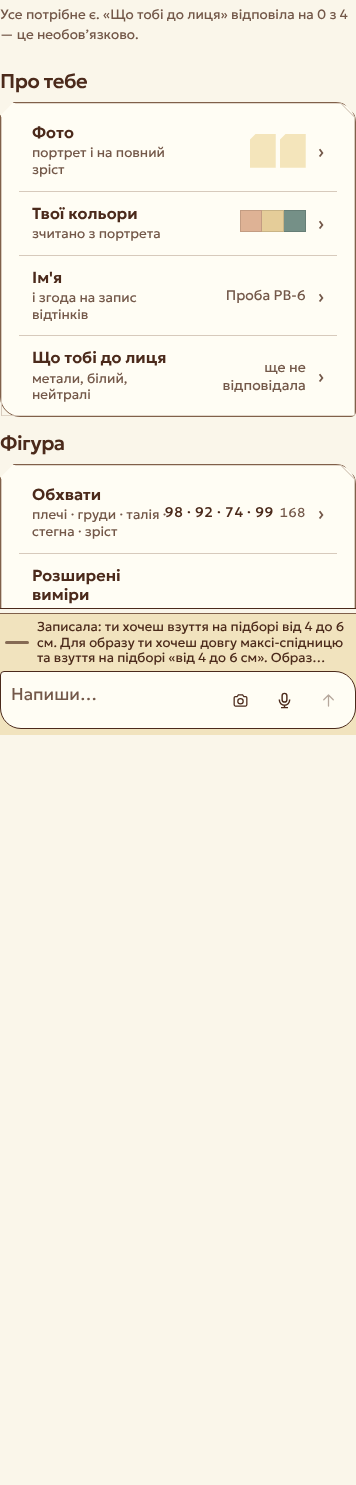 Усе потрібне є. «Що тобі до лиця» відповіла на 0 з 4
— це необов’язково.
Про тебе
Фото
портрет і на повний
зріст
›
Твої кольори
зчитано з портрета
›
Ім'я
і згода на запис
відтінків
Проба РВ-6 ›
Що тобі до лиця
метали, білий,
нейтралі
ще не
відповідала
›
Фігура
Обхвати
плечі · груди · талія ·
стегна · зріст
98 · 92 · 74 · 99 168 ›
Розширені
виміри
Записала: ти хочеш взуття на підборі від 4 до 6
см. Для образу ти хочеш довгу максі-спідницю
та взуття на підборі «від 4 до 6 см». Образ…
Напиши…